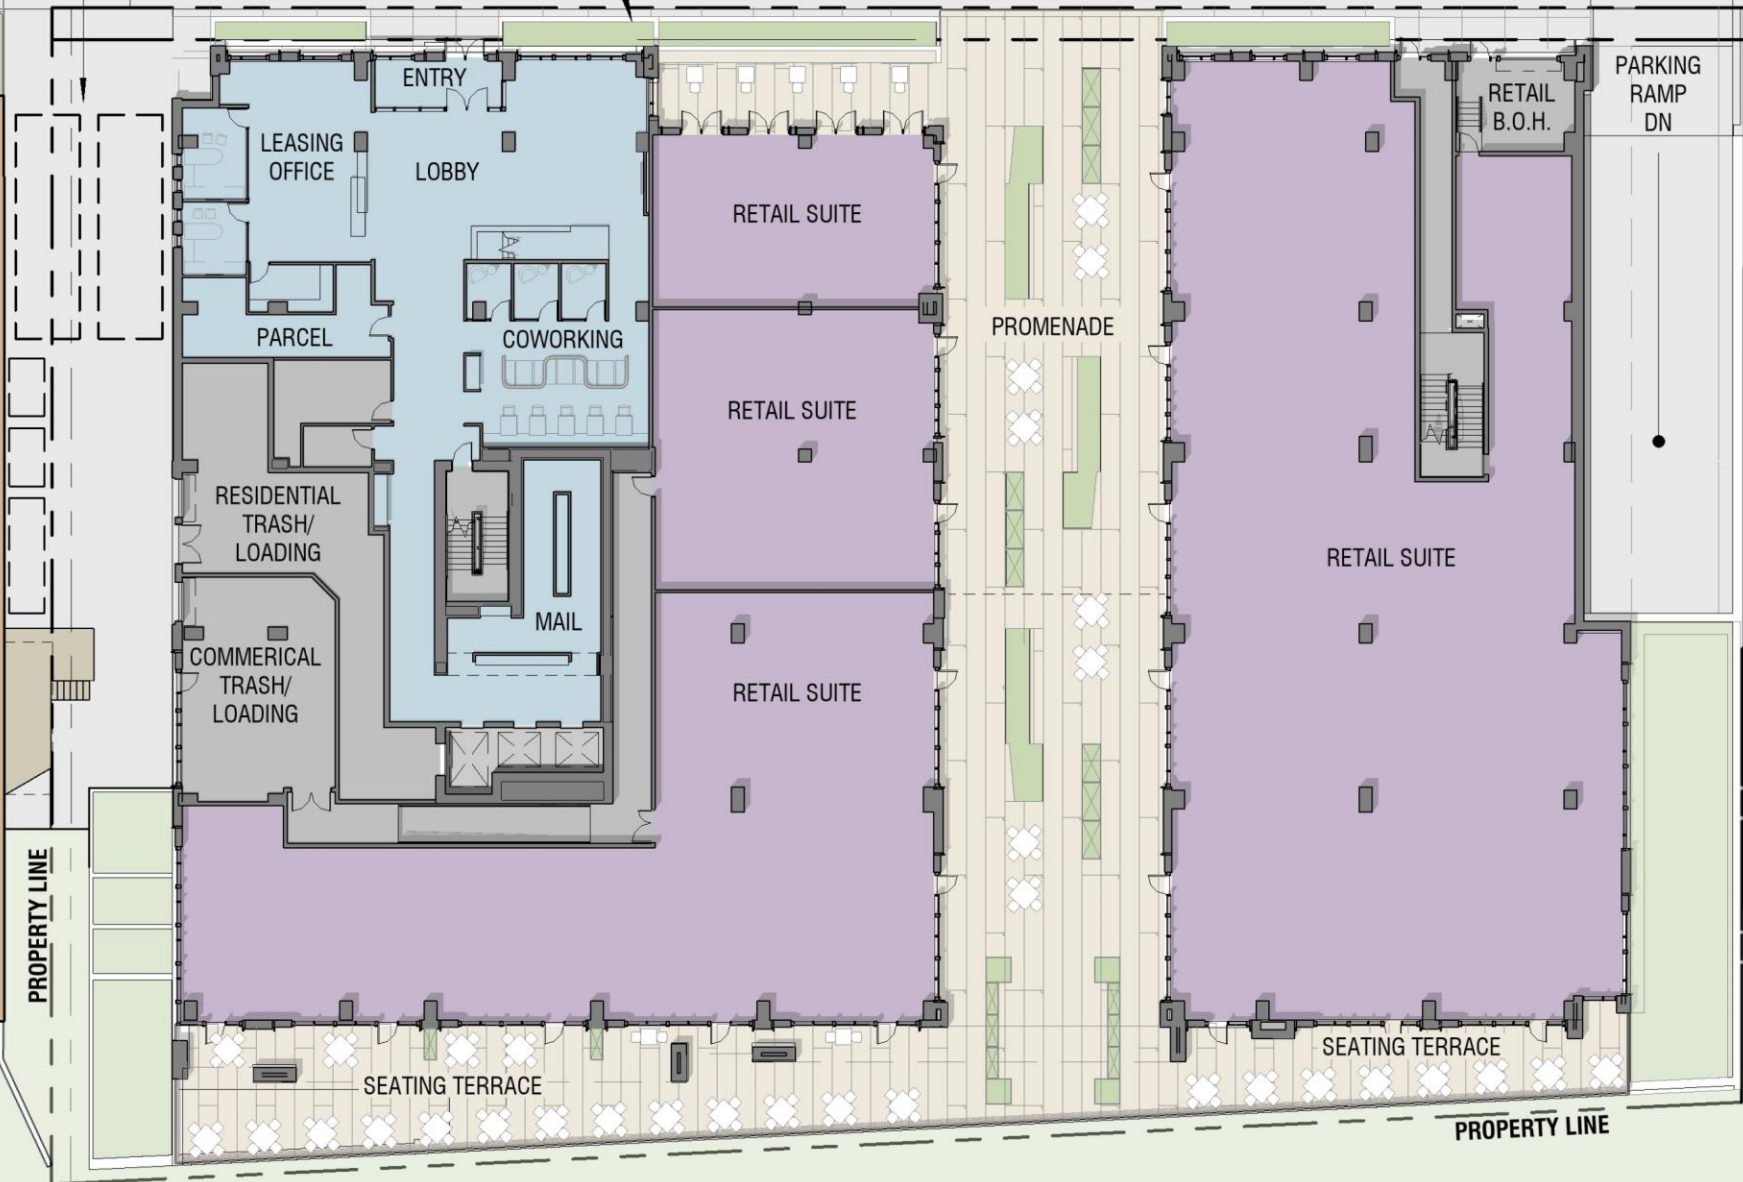 ENTRY
PARKING
RAMP
DN
RETAIL
B.O.H.
LEASING
OFFICE
LOBBY
RETAIL SUITE
PROMENADE
PARCEL
COWORKING
RETAIL SUITE
RESIDENTIAL
TRASH/
LOADING
RETAIL SUITE
MAIL
COMMERICAL
TRASH/
LOADING
RETAIL SUITE
PROPERTY LINE
SEATING TERRACE
SEATING TERRACE
PROPERTY LINE